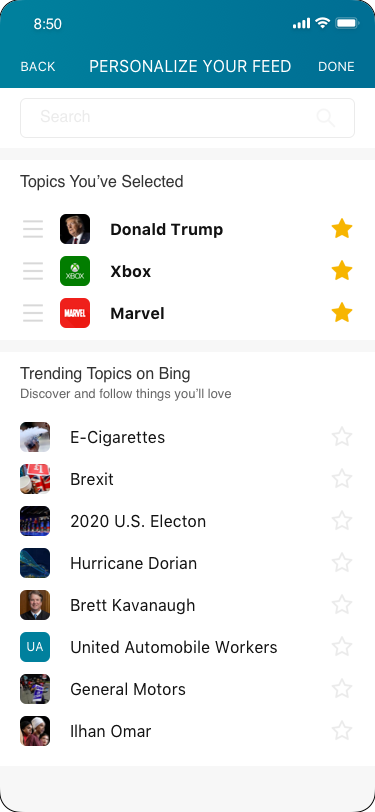 8:50
BACK PERSONALIZE YOUR FEED DONE
Search
Topics You’ve Selected
Donald Trump
XBOX
Xbox
MARVEL
Marvel
Trending Topics on Bing
Discover and follow things you’ll love
E-Cigarettes
Brexit
2020 U.S. Electon
Hurricane Dorian
Brett Kavanaugh
UA United Automobile Workers
General Motors
Ilhan Omar